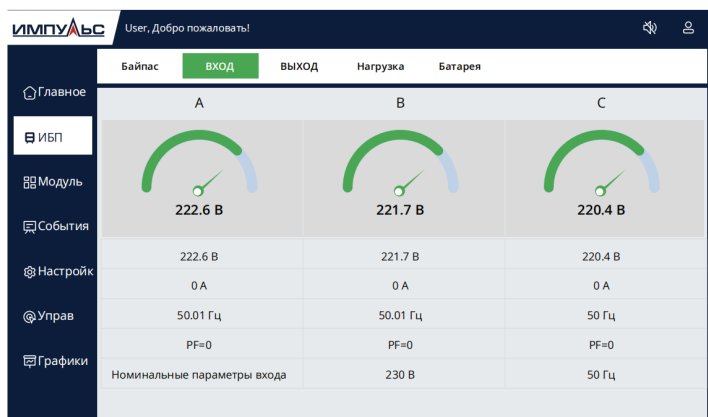 ИМПУЛЬС User, Добро пожаловать!
Байпас ВХОД ВЫХОД Нагрузка Батарея
Главное
ИБП
Модуль
События
Настройк
Управ
Графики
A B C
222.6 В 221.7 В 220.4 В
222.6 В 221.7 В 220.4 В
0 А 0 А 0 А
50.01 Гц 50.01 Гц 50 Гц
PF=0 PF=0 PF=0
Номинальные параметры входа 230 В 50 Гц